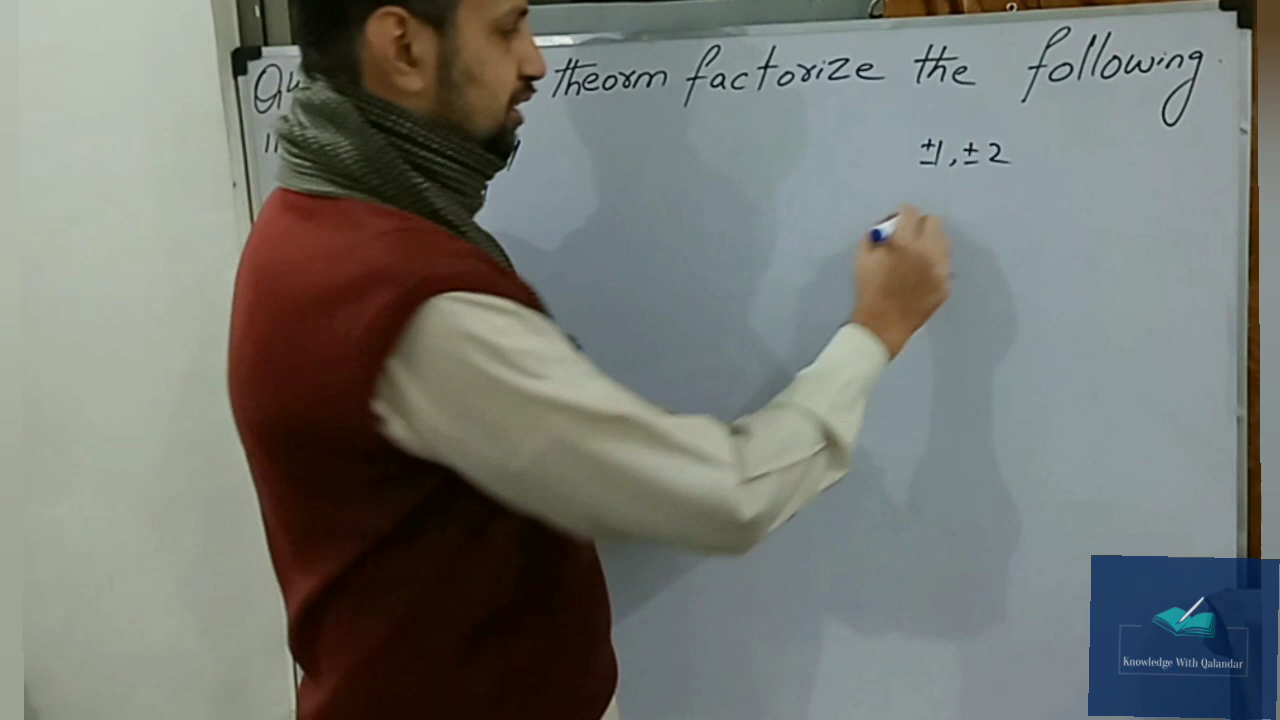 theorm factorize the following.
±1, ±2
Knowledge With Qalandar